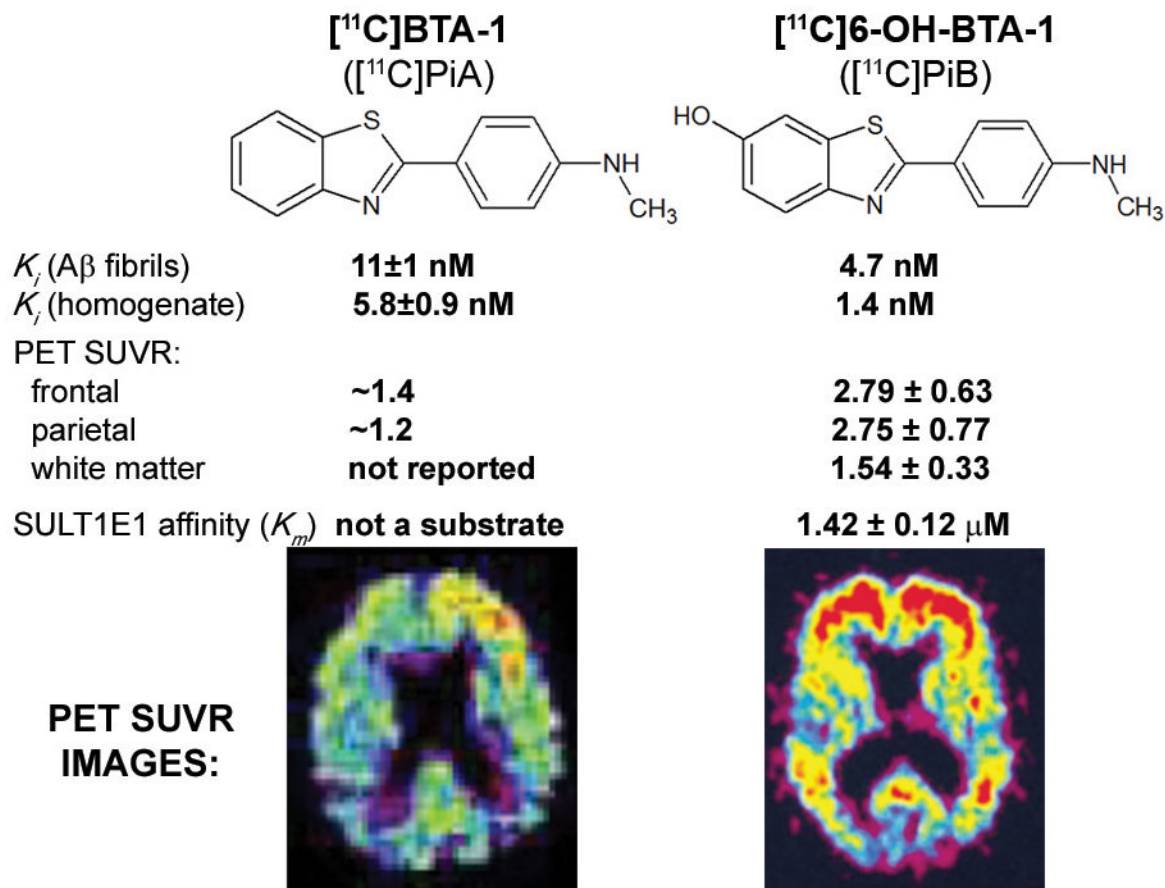 [¹¹C]BTA-1 [¹¹C]6-OH-BTA-1
([¹¹C]PiA) ([¹¹C]PiB)
S
N
NH
CH₃
HO
S
N
NH
CH₃
Kᵢ (Aβ fibrils) 11±1 nM 4.7 nM
Kᵢ (homogenate) 5.8±0.9 nM 1.4 nM
PET SUVR:
frontal ~1.4 2.79 ± 0.63
parietal ~1.2 2.75 ± 0.77
white matter not reported 1.54 ± 0.33
SULT1E1 affinity (Kₘ) not a substrate 1.42 ± 0.12 μM
PET SUVR
IMAGES: